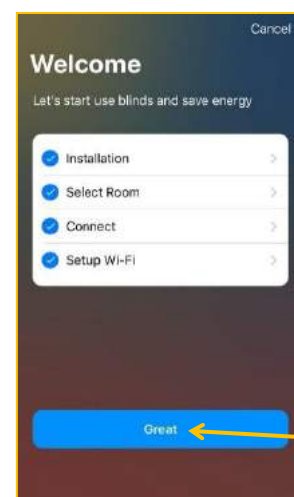 Cancel
Welcome
Let's start use blinds and save energy
Installation
Select Room
Connect
Setup Wi-Fi
Great